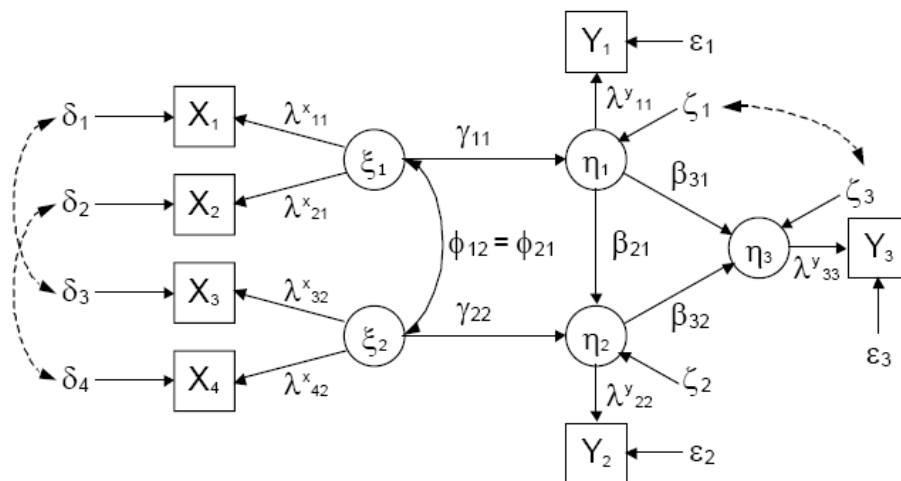 Y₁
ε₁
δ₁
X₁
λˣ₁₁
λʸ₁₁
ζ₁
ξ₁
γ₁₁
η₁
β₃₁
δ₂
X₂
λˣ₂₁
ζ₃
ϕ₁₂ = ϕ₂₁
β₂₁
η₃
Y₃
λʸ₃₃
δ₃
X₃
λˣ₃₂
ξ₂
γ₂₂
η₂
β₃₂
ε₃
δ₄
X₄
λˣ₄₂
λʸ₂₂
ζ₂
Y₂
ε₂